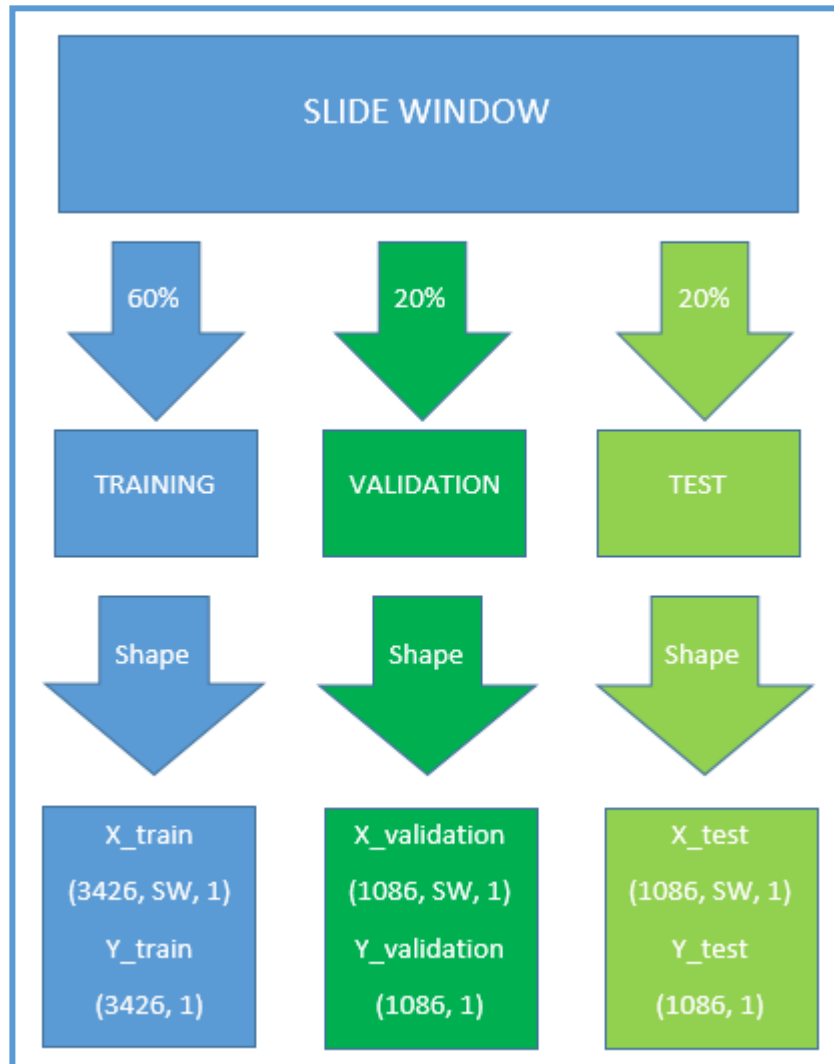 SLIDE WINDOW
60%
20%
20%
TRAINING
VALIDATION
TEST
Shape
Shape
Shape
X_train
(3426, SW, 1)
Y_train
(3426, 1)
X_validation
(1086, SW, 1)
Y_validation
(1086, 1)
X_test
(1086, SW, 1)
Y_test
(1086, 1)